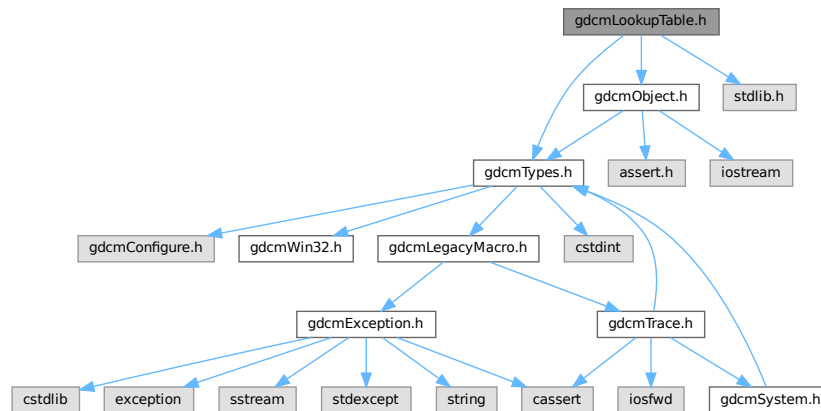 gdcmLookupTable.h
gdcmObject.h
stdlib.h
gdcmTypes.h
assert.h
iostream
gdcmConfigure.h
gdcmWin32.h
gdcmLegacyMacro.h
cstdint
gdcmException.h
gdcmTrace.h
cstdlib
exception
sstream
stdexcept
string
cassert
iosfwd
gdcmSystem.h